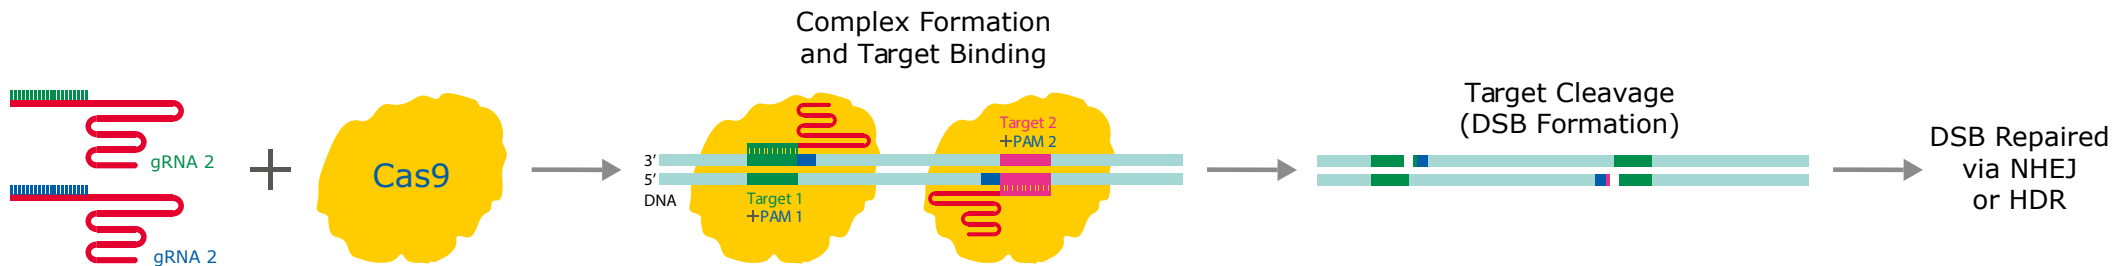 gRNA 2
gRNA 2
Cas9
Complex Formation
and Target Binding
3′
5′
DNA
Target 1
+PAM 1
Target 2
+PAM 2
Target Cleavage
(DSB Formation)
DSB Repaired
via NHEJ
or HDR